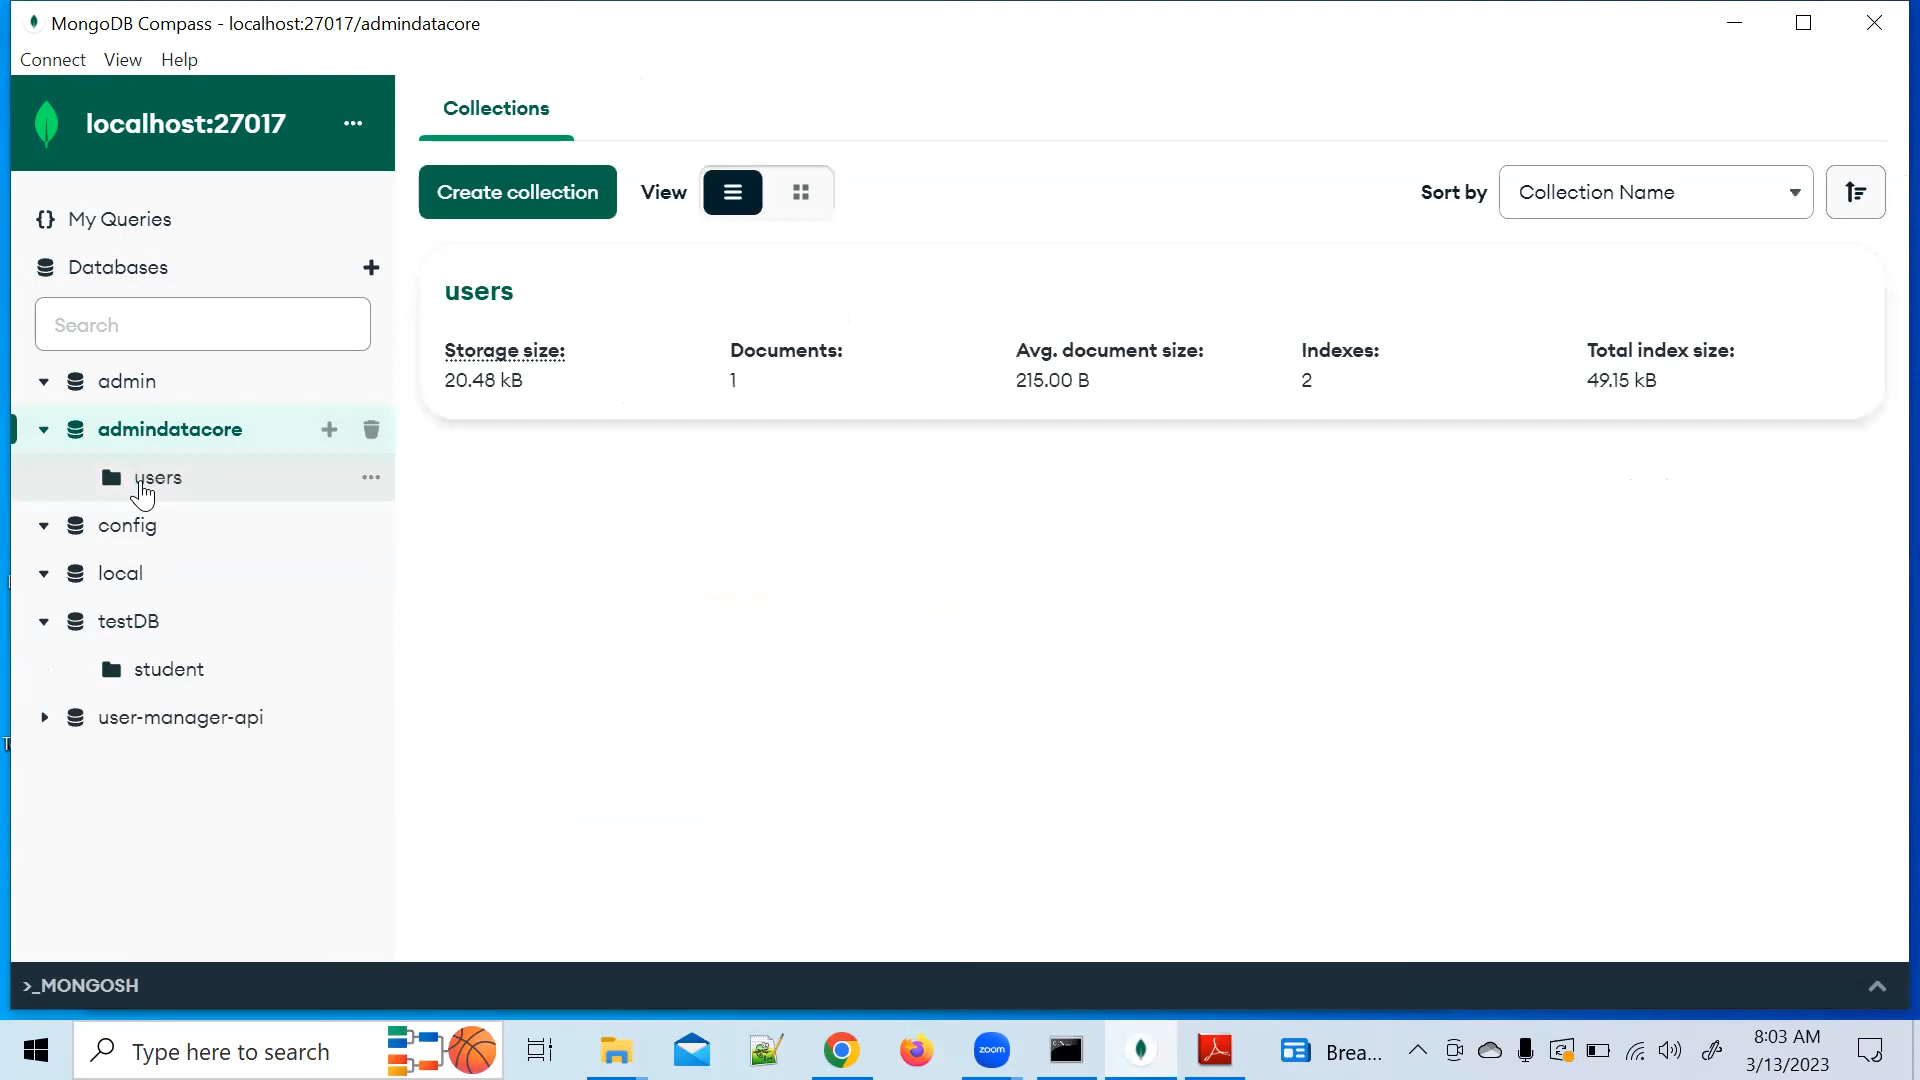 MongoDB Compass - localhost:27017/admindatacore
Connect View Help
localhost:27017 ...
Collections
Create collection View Sort by Collection Name
{} My Queries
Databases
Search
users
Storage size: Documents: Avg. document size: Indexes: Total index size:
20.48 kB 1 215.00 B 2 49.15 kB
admin
admindatacore
users ...
config
local
testDB
student
user-manager-api
>_MONGOSH
Type here to search
zoom
Brea...
8:03 AM
3/13/2023